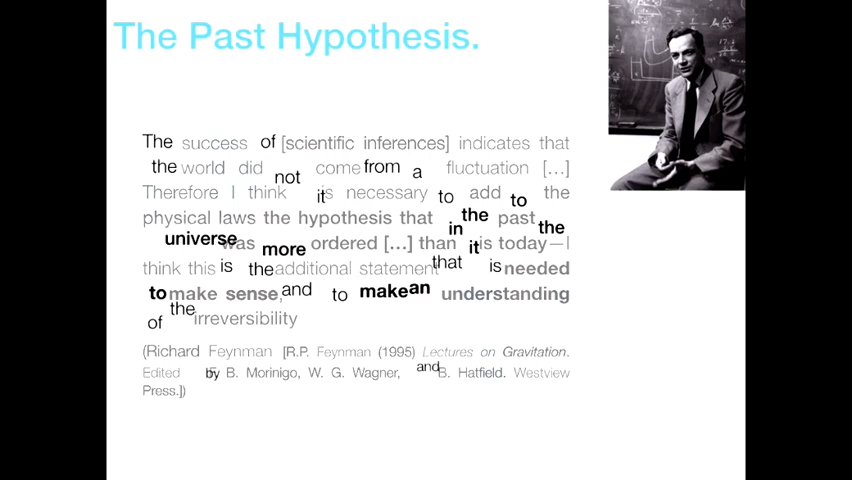 The Past Hypothesis.
The success of [scientific inferences] indicates that
the world did not come from a fluctuation [...]
Therefore I think it is necessary to add to the
physical laws the hypothesis that in the past the
universe was more ordered [...] than it is today—I
think this is the additional statement that is needed
to make sense, and to make an understanding
of the irreversibility
(Richard Feynman [R.P. Feynman (1995) Lectures on Gravitation.
Edited by F. B. Morinigo, W. G. Wagner, and B. Hatfield. Westview
Press.])